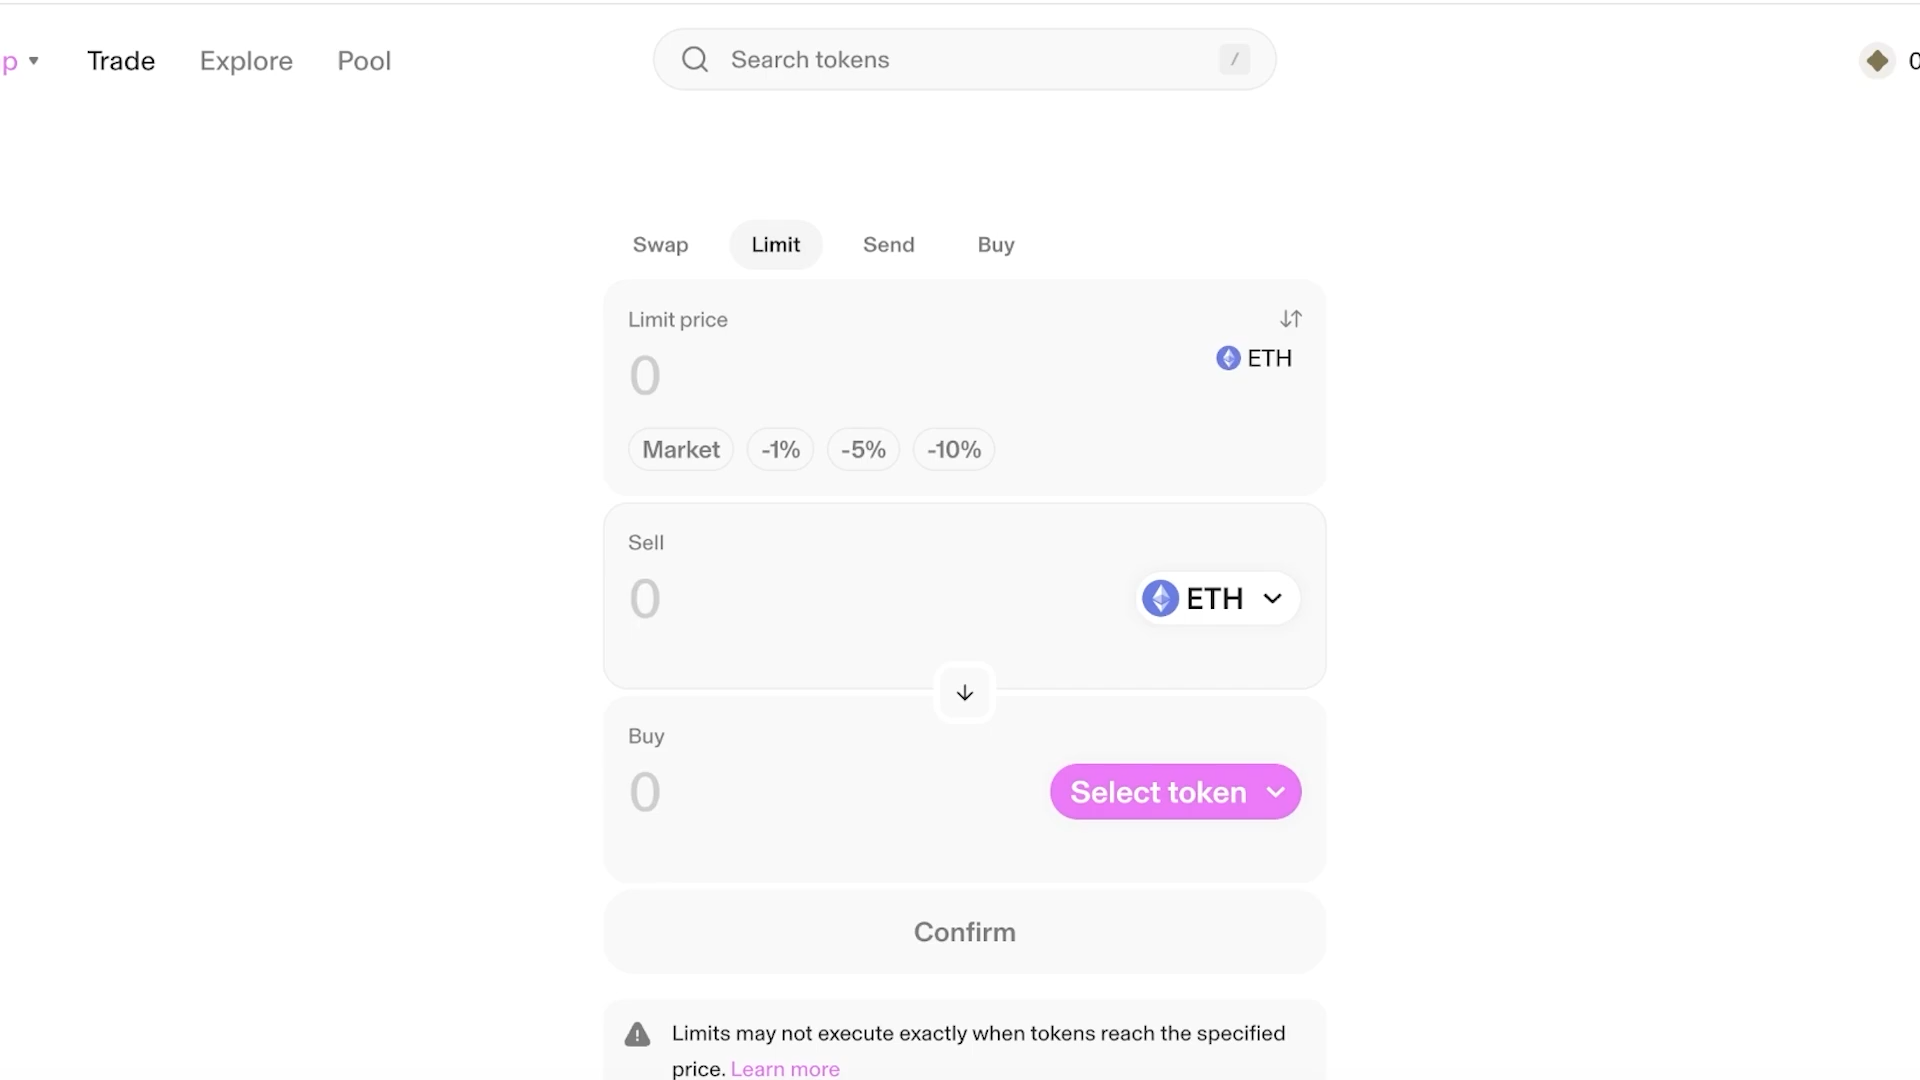 p
Trade
Explore
Pool
Search tokens
/
0
Swap
Limit
Send
Buy
Limit price
0
ETH
Market
-1%
-5%
-10%
Sell
0
ETH
Buy
0
Select token
Confirm
Limits may not execute exactly when tokens reach the specified
price. Learn more